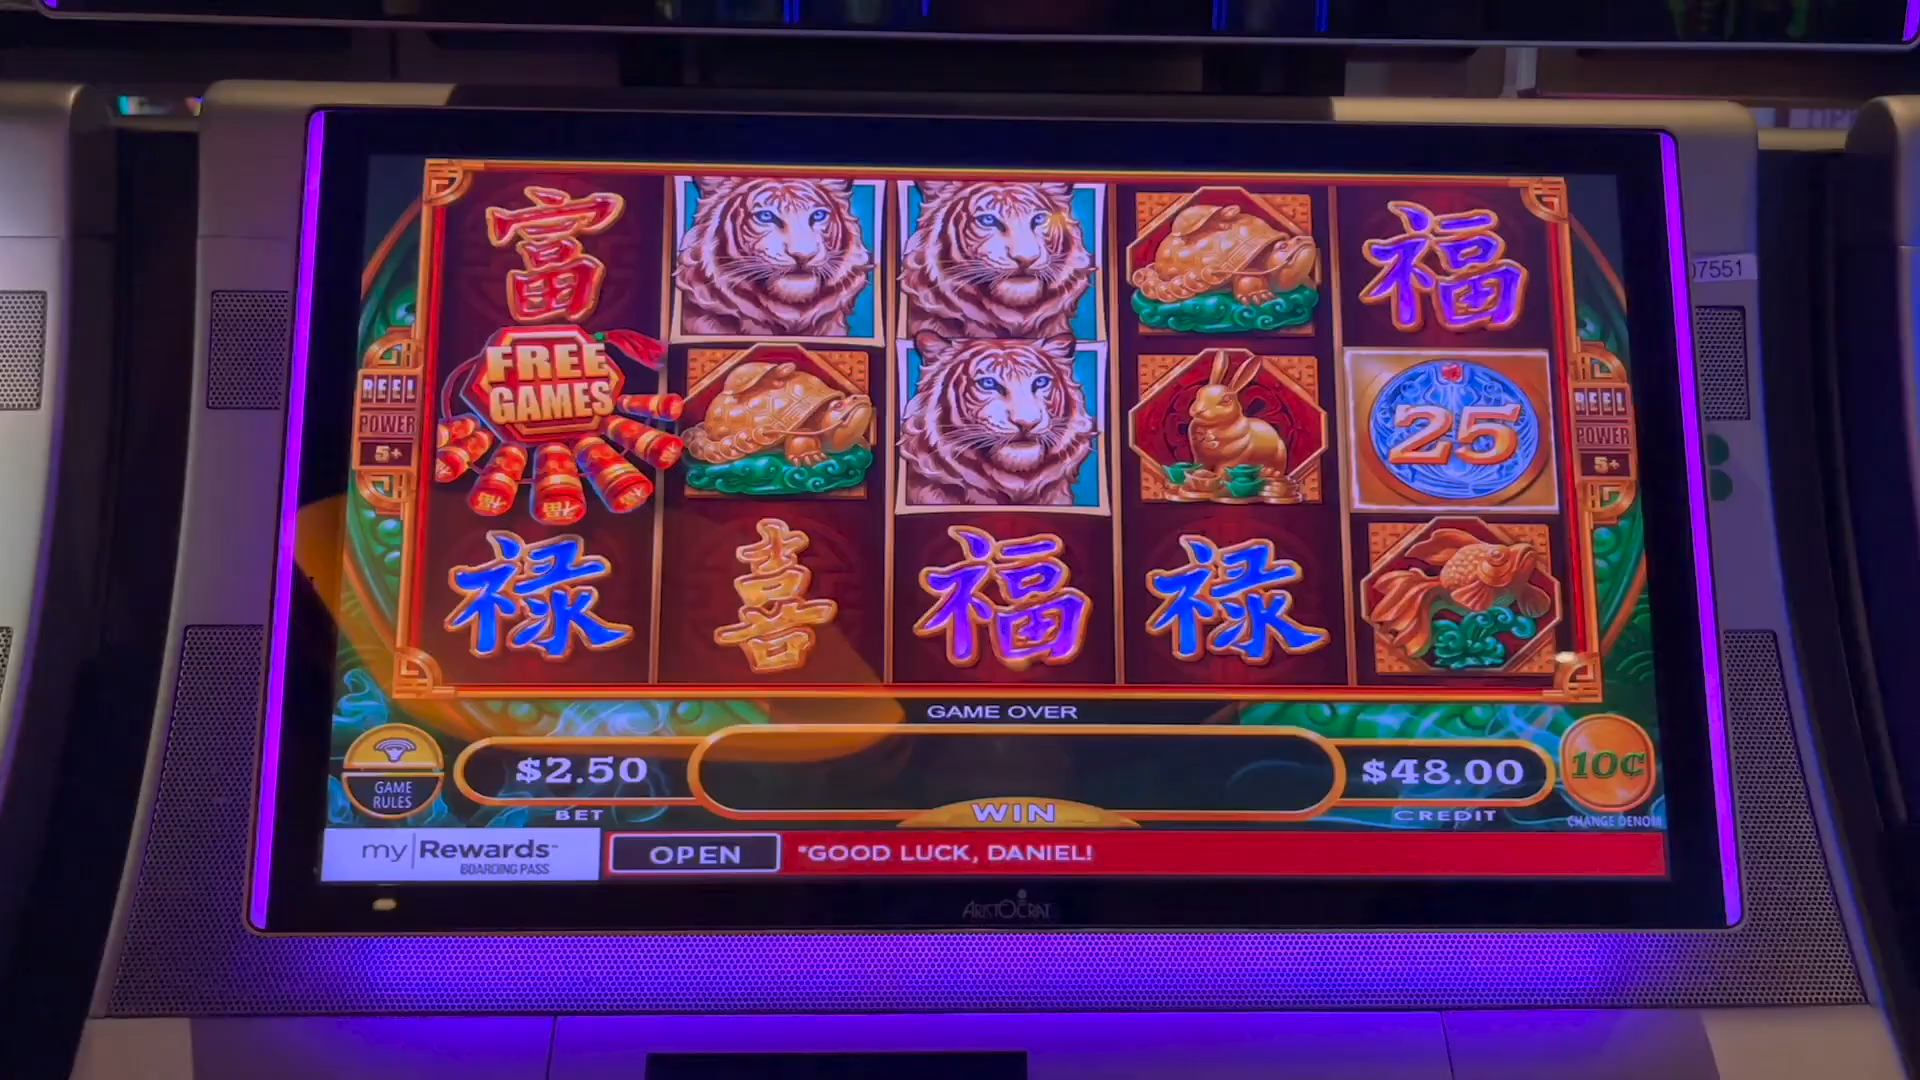 富
福
FREE
GAMES
25
REEL
POWER
5+
REEL
POWER
5+
禄
喜
福
禄
07551
GAME OVER
$2.50
BET
WIN
$48.00
CREDIT
10¢
CHANGE DENOM
GAME
RULES
my|Rewards
BOARDING PASS
OPEN
*GOOD LUCK, DANIEL!
ARISTOCRAT